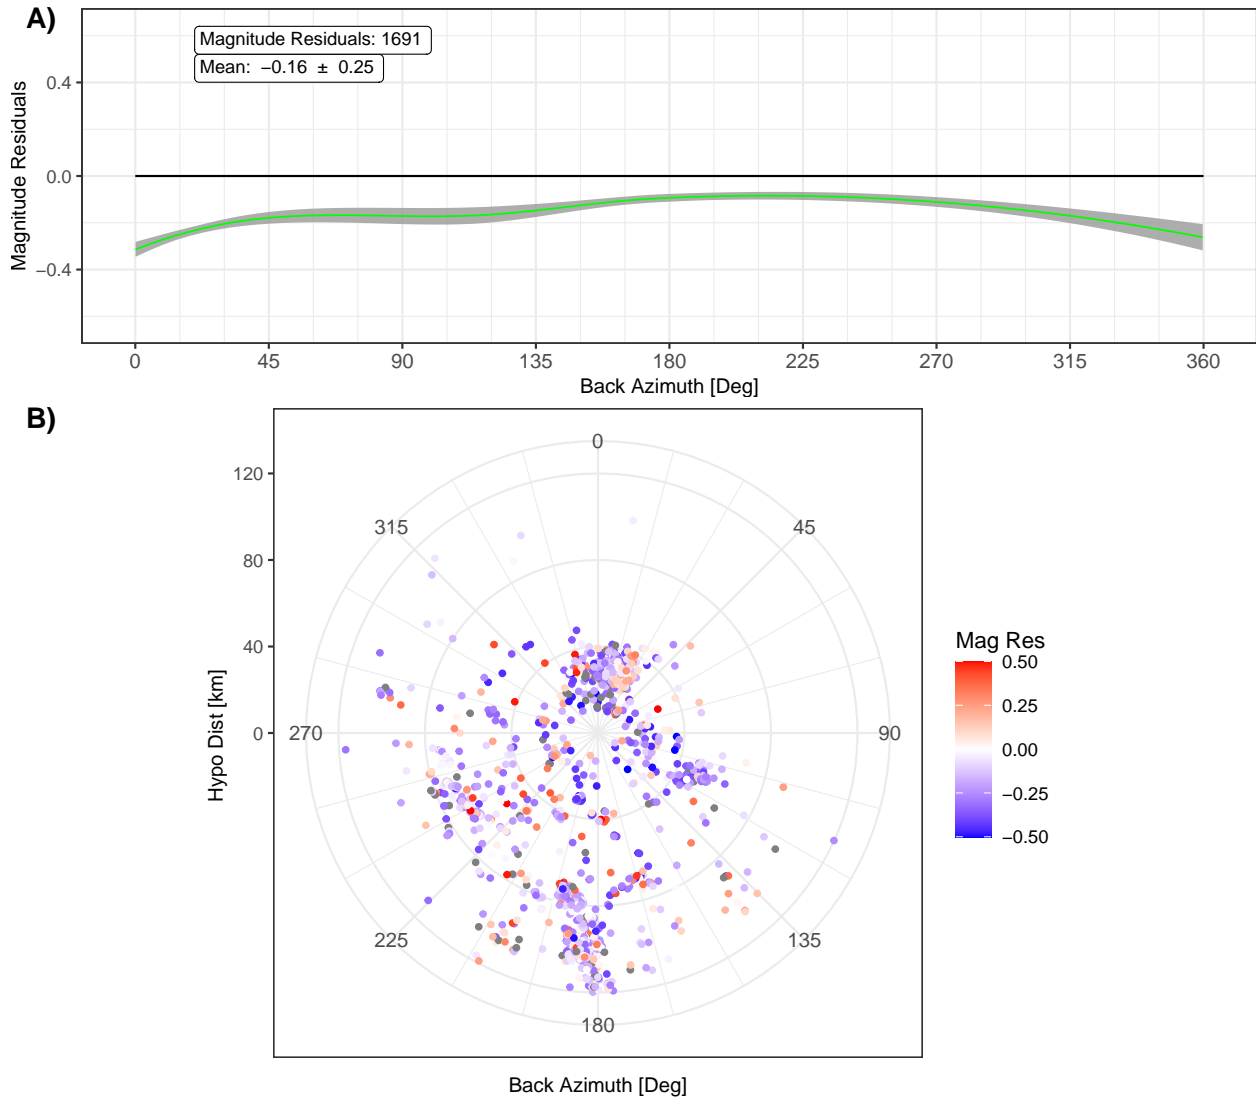 A)
Magnitude Residuals: 1691
Mean: −0.16 ± 0.25
Magnitude Residuals
0.4
0.0
−0.4
0 45 90 135 180 225 270 315 360
Back Azimuth [Deg]
B)
Hypo Dist [km]
120
80
40
0
0
45
90
135
180
225
270
315
Back Azimuth [Deg]
Mag Res
0.50
0.25
0.00
−0.25
−0.50